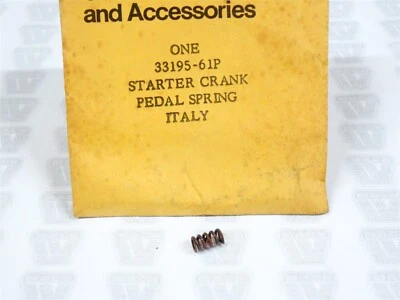 and Accessories
ONE
33195-61P
STARTER CRANK
PEDAL SPRING
ITALY